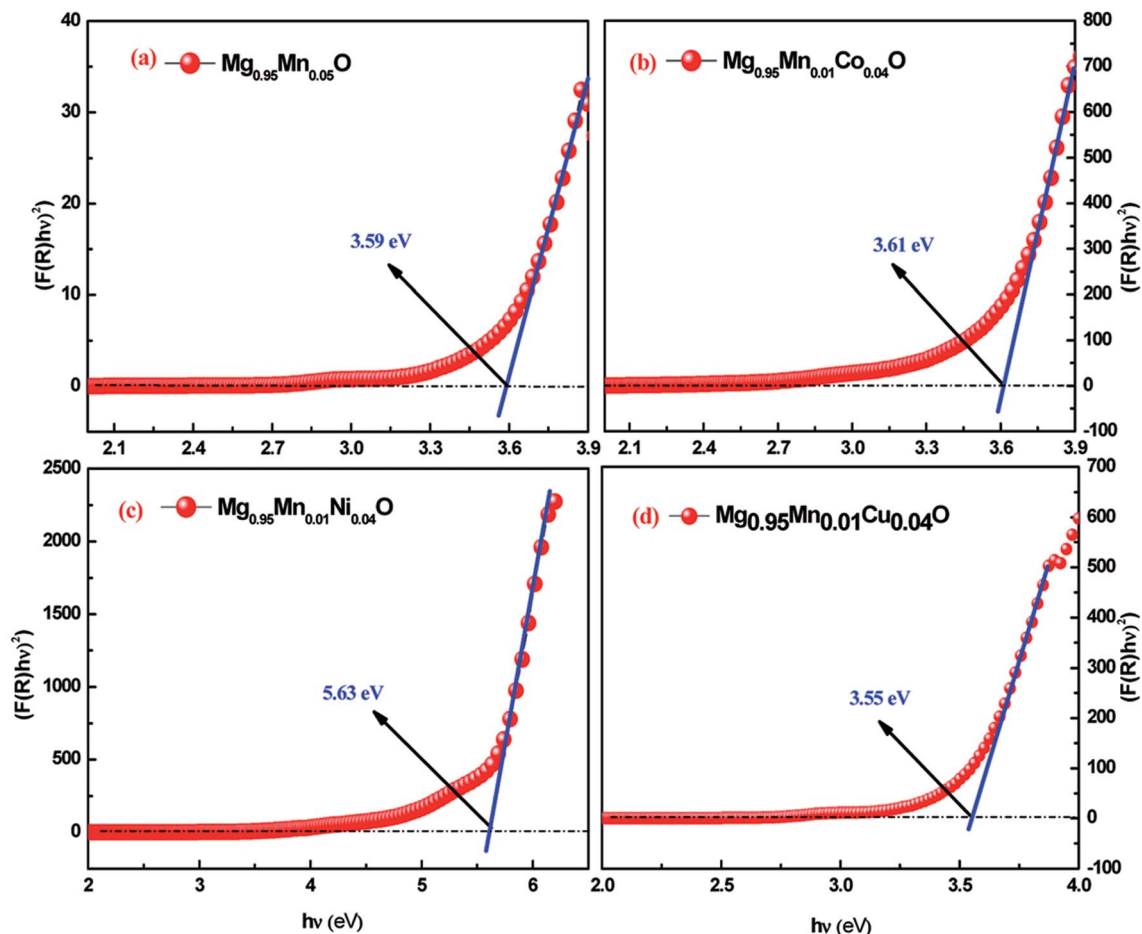 (a) Mg0.95Mn0.05O
40
30
20
10
0
(F(R)hν)²
3.59 eV
2.1 2.4 2.7 3.0 3.3 3.6 3.9
(b) Mg0.95Mn0.01Co0.04O
800
700
600
500
400
300
200
100
0
-100
(F(R)hν)²
3.61 eV
2.1 2.4 2.7 3.0 3.3 3.6 3.9
(c) Mg0.95Mn0.01Ni0.04O
2500
2000
1500
1000
500
0
(F(R)hν)²
5.63 eV
2 3 4 5 6
hν (eV)
(d) Mg0.95Mn0.01Cu0.04O
700
600
500
400
300
200
100
0
-100
(F(R)hν)²
3.55 eV
2.0 2.5 3.0 3.5 4.0
hν (eV)